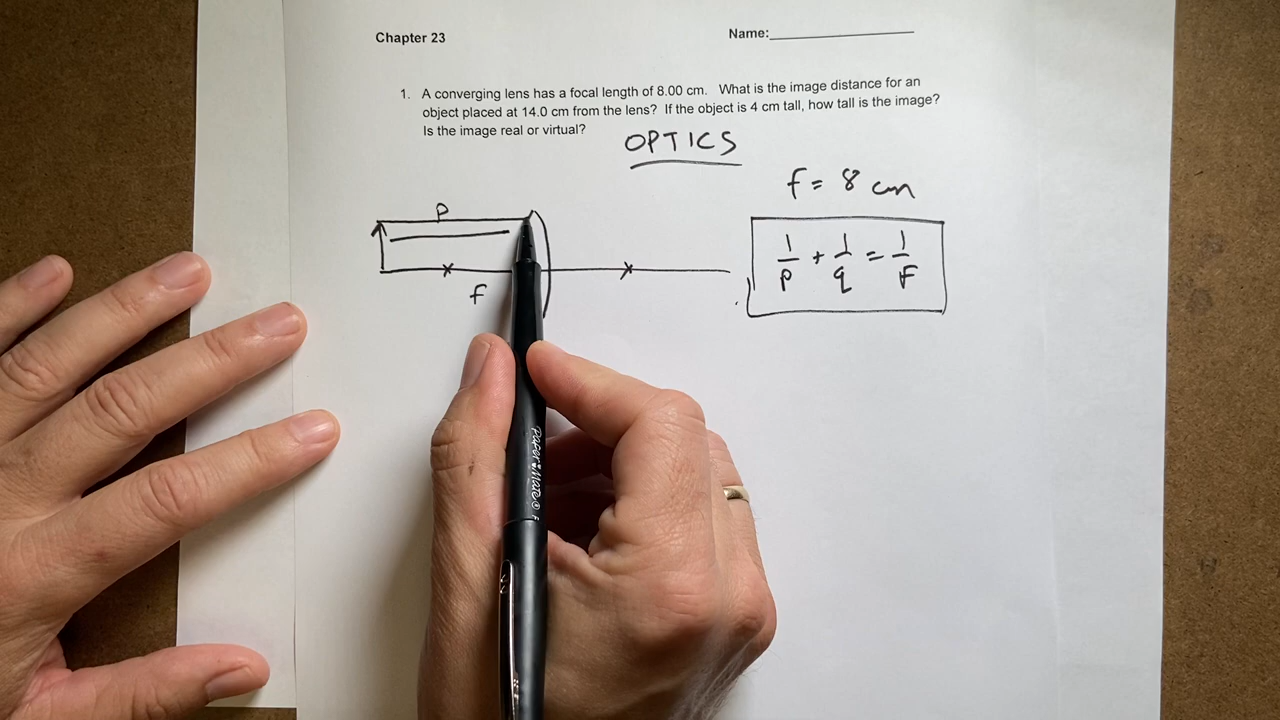 Chapter 23
Name:
1. A converging lens has a focal length of 8.00 cm. What is the image distance for an
object placed at 14.0 cm from the lens? If the object is 4 cm tall, how tall is the image?
Is the image real or virtual?
OPTICS
f = 8 cm
P
f
1/p + 1/q = 1/F
PAPER:MATE ®